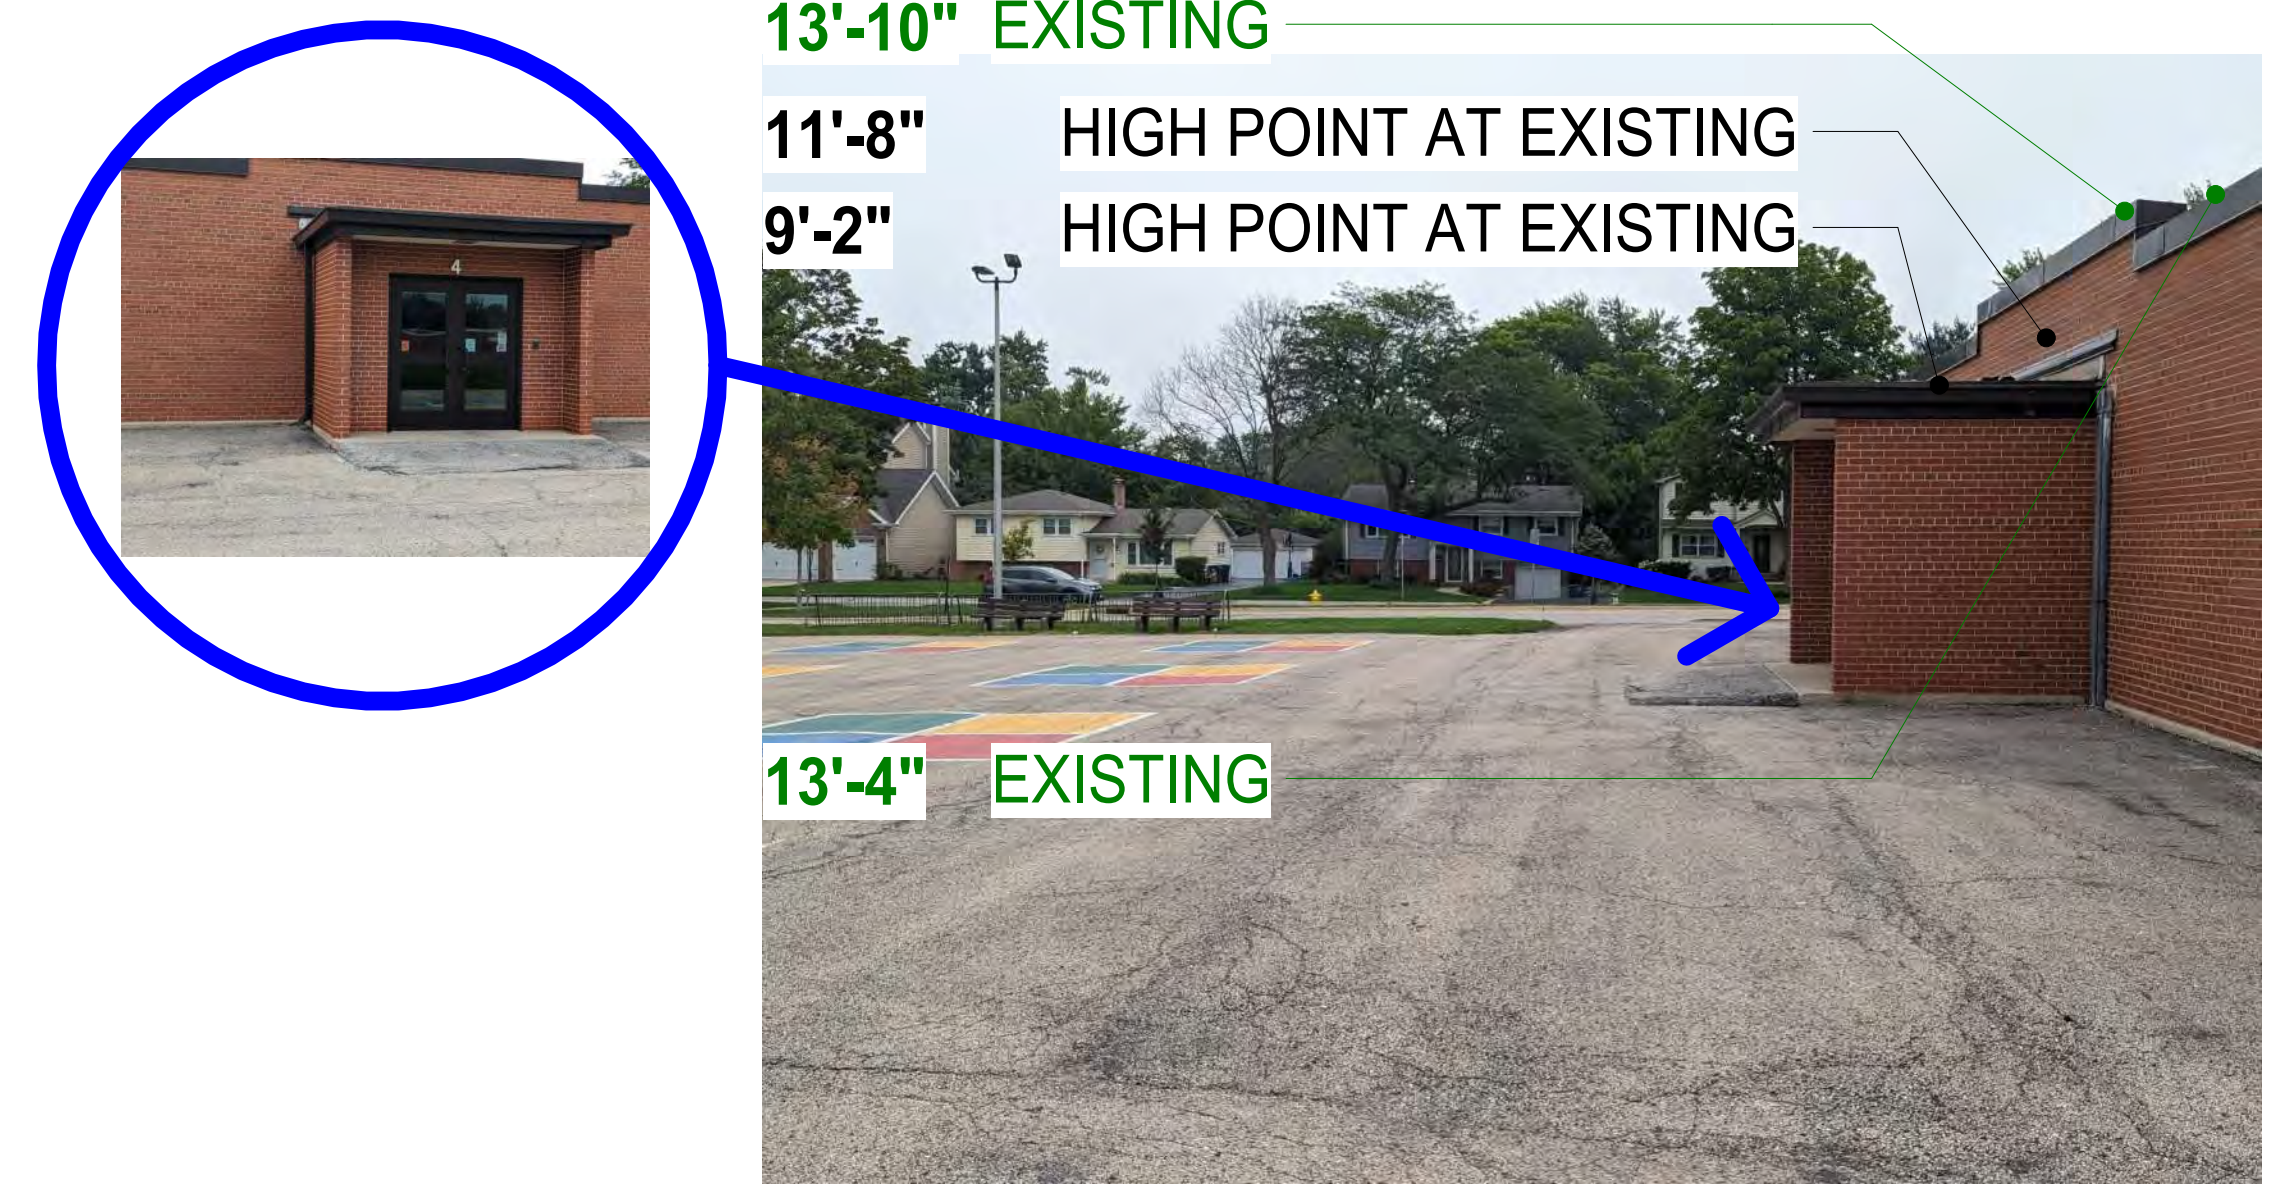 13'-10" EXISTING
11'-8" HIGH POINT AT EXISTING
9'-2" HIGH POINT AT EXISTING
4
13'-4" EXISTING